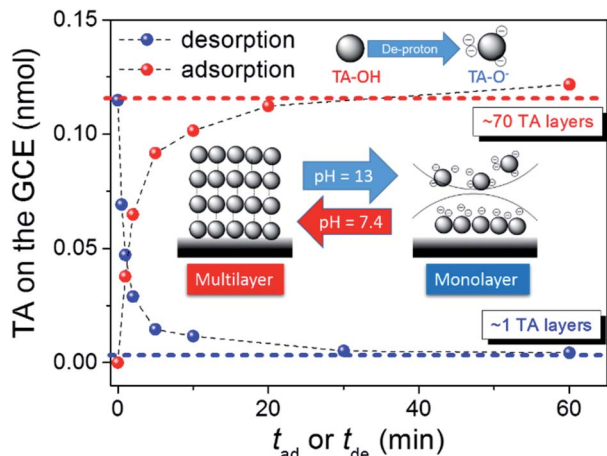 desorption
adsorption
De-proton
TA-OH
TA-O⁻
0.15
0.10
0.05
0.00
TA on the GCE (nmol)
~70 TA layers
pH = 13
pH = 7.4
Multilayer
Monolayer
~1 TA layers
0
20
40
60
t_ad or t_de (min)